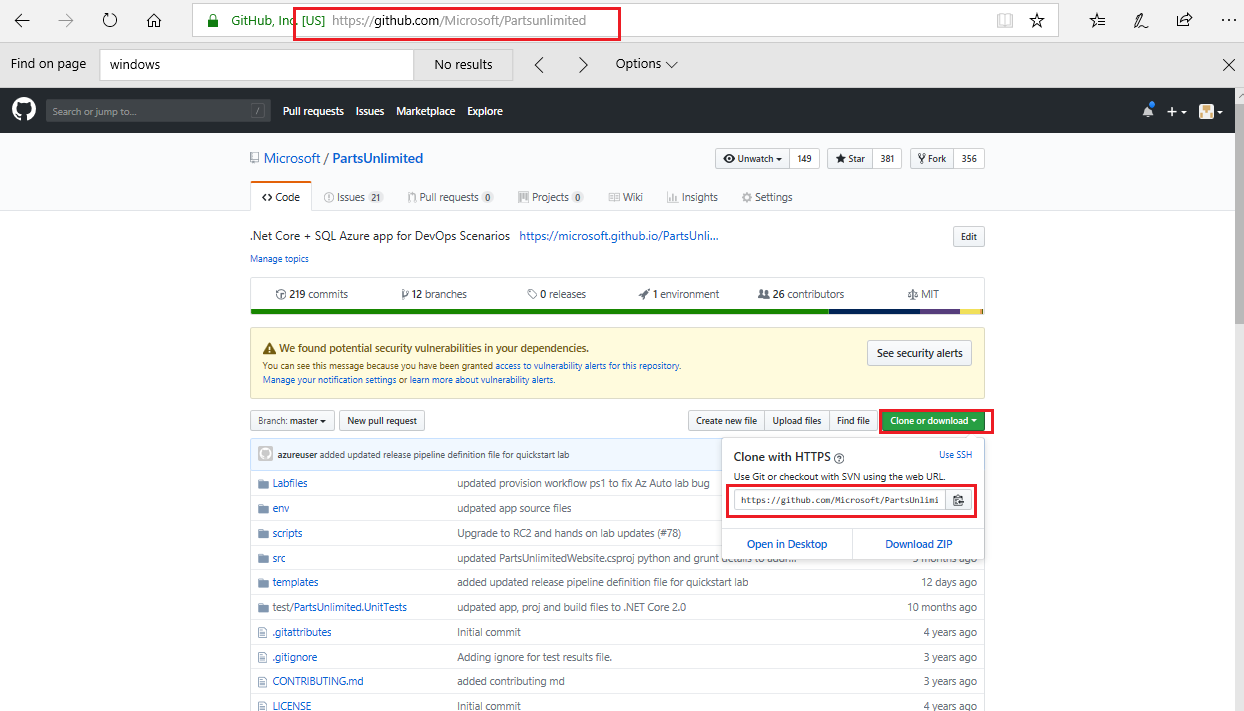 GitHub, Inc. [US] https://github.com/Microsoft/Partsunlimited
Find on page windows No results Options
Search or jump to... / Pull requests Issues Marketplace Explore
Microsoft / PartsUnlimited Unwatch 149 Star 381 Fork 356
Code Issues 21 Pull requests 0 Projects 0 Wiki Insights Settings
.Net Core + SQL Azure app for DevOps Scenarios https://microsoft.github.io/PartsUnli... Edit
Manage topics
219 commits 12 branches 0 releases 1 environment 26 contributors MIT
We found potential security vulnerabilities in your dependencies.
You can see this message because you have been granted access to vulnerability alerts for this repository.
Manage your notification settings or learn more about vulnerability alerts.
See security alerts
Branch: master New pull request Create new file Upload files Find file Clone or download
azureuser added updated release pipeline definition file for quickstart lab
Clone with HTTPS Use SSH
Use Git or checkout with SVN using the web URL.
https://github.com/Microsoft/PartsUnlimi
Open in Desktop Download ZIP
Labfiles updated provision workflow ps1 to fix Az Auto lab bug
env udpated app source files
scripts Upgrade to RC2 and hands on lab updates (#78)
src updated PartsUnlimitedWebsite.csproj python and grunt details to addr... months ago
templates added updated release pipeline definition file for quickstart lab 12 days ago
test/PartsUnlimited.UnitTests udpated app, proj and build files to .NET Core 2.0 10 months ago
.gitattributes Initial commit 4 years ago
.gitignore Adding ignore for test results file. 3 years ago
CONTRIBUTING.md added contributing md 3 years ago
LICENSE Initial commit 4 years ago